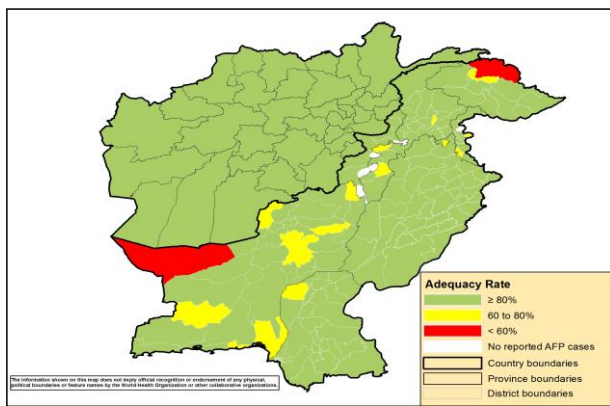 Adequacy Rate
≥ 80%
60 to 80%
< 60%
No reported AFP cases
Country boundaries
Province boundaries
District boundaries
The information shown on this map does not imply official recognition or endorsement of any physical,
political boundaries or feature names by the World Health Organization or other collaborative organizations.